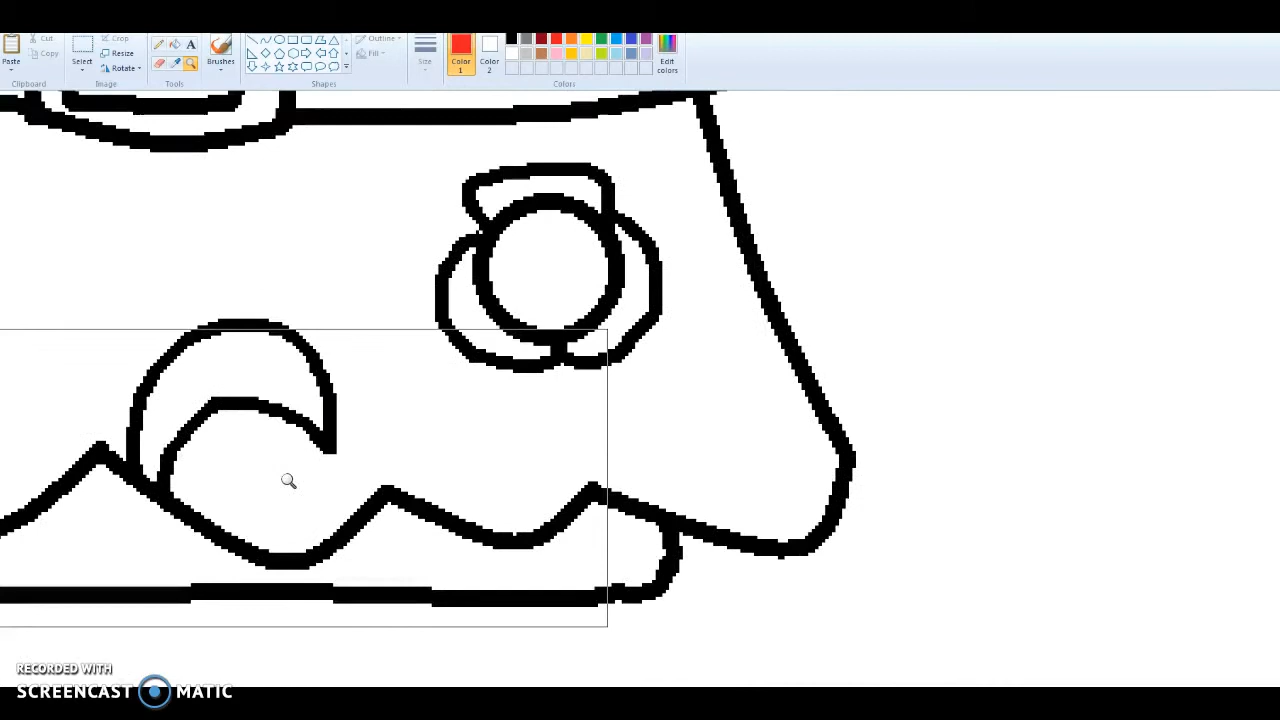 Cut
Copy
Paste
Clipboard
Crop
Resize
Rotate
Select
Image
A
Tools
Brushes
Outline
Fill
Shapes
Size
Color 1
Color 2
Edit colors
Colors
RECORDED WITH
SCREENCAST MATIC